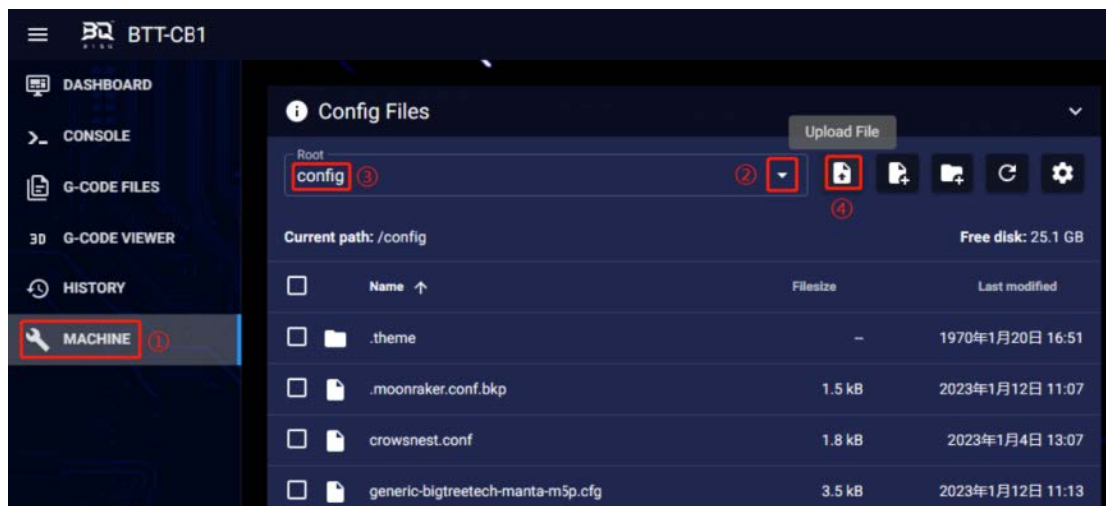 BTT-CB1
DASHBOARD
CONSOLE
G-CODE FILES
3D G-CODE VIEWER
HISTORY
MACHINE ①
Config Files
Upload File
Root
config ③
②
④
Current path: /config Free disk: 25.1 GB
Name ↑ Filesize Last modified
.theme – 1970年1月20日 16:51
.moonraker.conf.bkp 1.5 kB 2023年1月12日 11:07
crowsnest.conf 1.8 kB 2023年1月4日 13:07
generic-bigtreetech-manta-m5p.cfg 3.5 kB 2023年1月12日 11:13